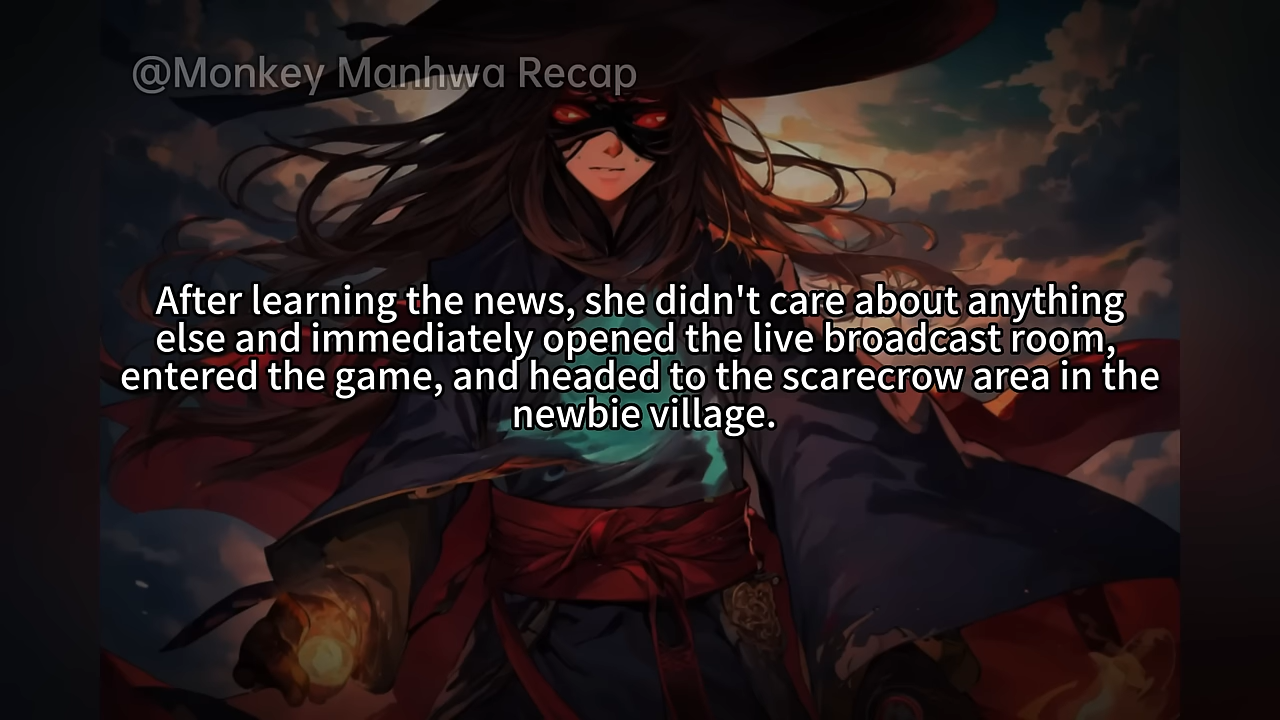 @Monkey Manhwa Recap
After learning the news, she didn't care about anything
else and immediately opened the live broadcast room,
entered the game, and headed to the scarecrow area in the
newbie village.